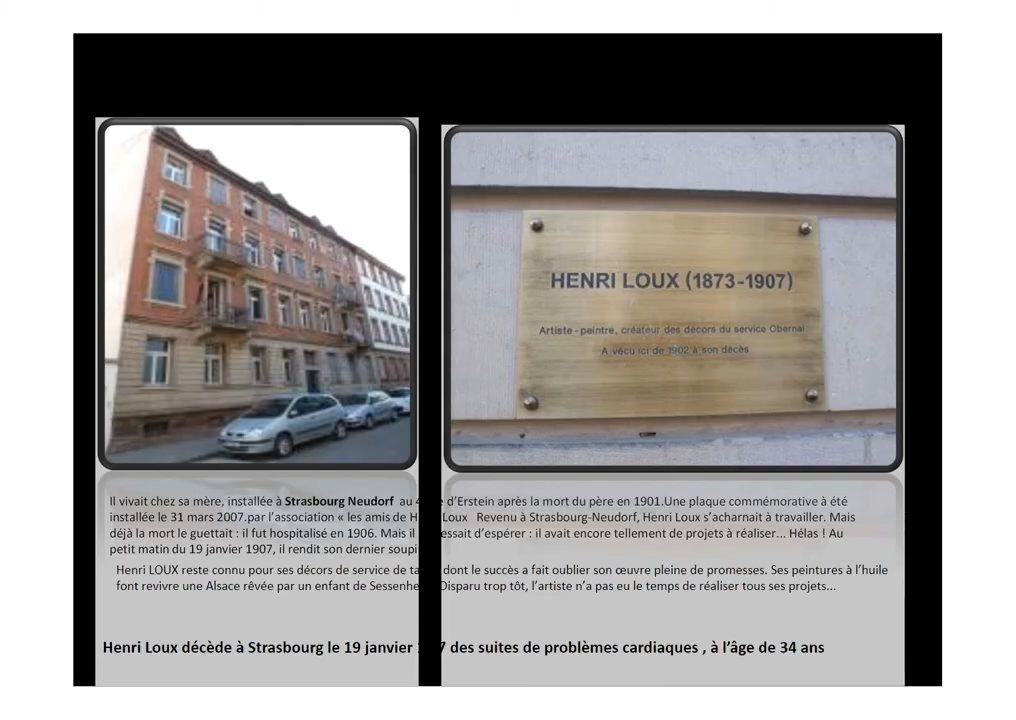 HENRI LOUX (1873-1907)
Artiste - peintre, créateur des décors du service Obernai
A vécu ici de 1902 à son décès
Il vivait chez sa mère, installée à Strasbourg Neudorf au d’Erstein après la mort du père en 1901.Une plaque commémorative à été
installée le 31 mars 2007.par l’association « les amis de Loux Revenu à Strasbourg-Neudorf, Henri Loux s’acharnait à travailler. Mais
déjà la mort le guettait : il fut hospitalisé en 1906. Mais il d’espérer : il avait encore tellement de projets à réaliser... Hélas ! Au
petit matin du 19 janvier 1907, il rendit son dernier
Henri LOUX reste connu pour ses décors de service de dont le succès a fait oublier son œuvre pleine de promesses. Ses peintures à l’huile
font revivre une Alsace rêvée par un enfant de Disparu trop tôt, l’artiste n’a pas eu le temps de réaliser tous ses projets...
Henri Loux décède à Strasbourg le 19 janvier des suites de problèmes cardiaques , à l’âge de 34 ans